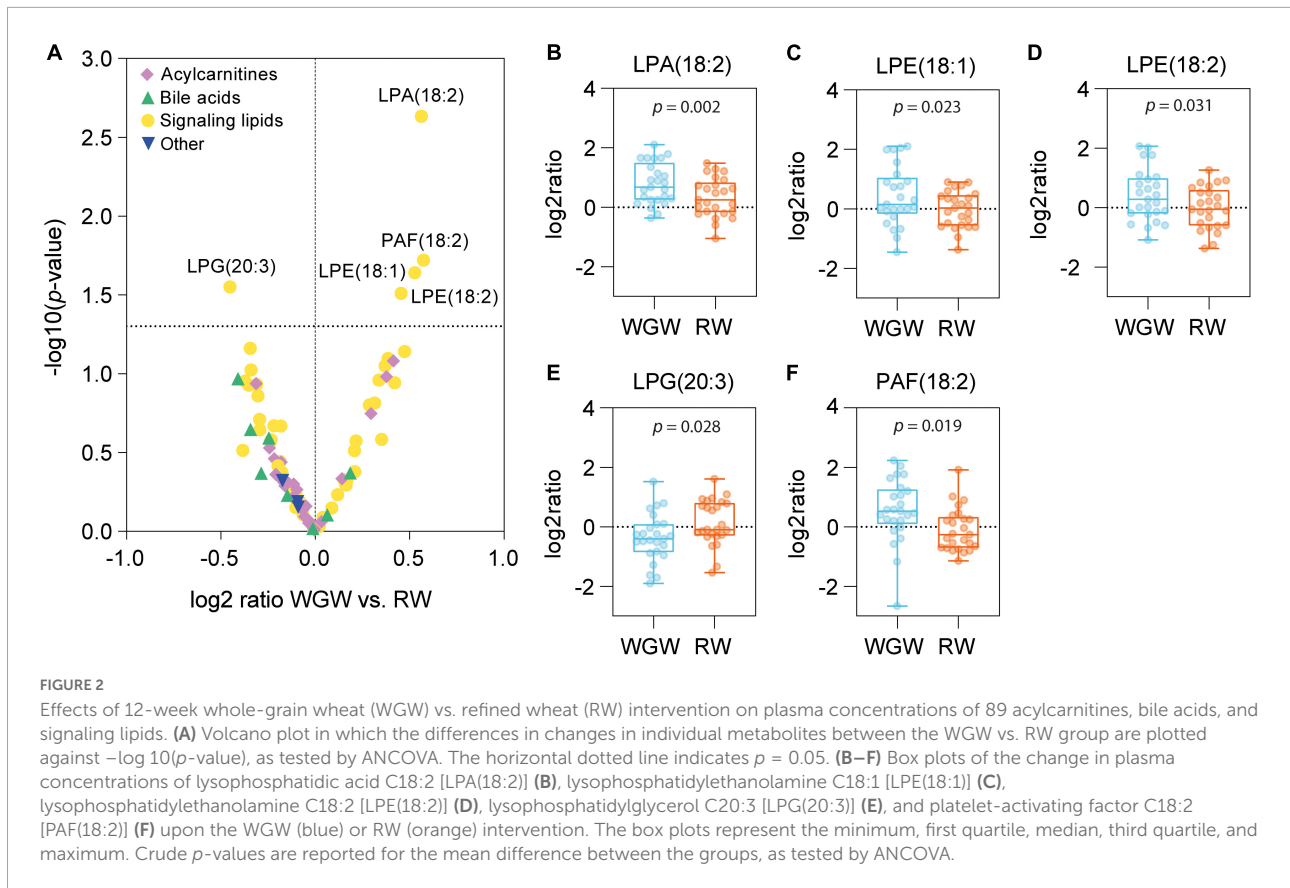 A
3.0
2.5
2.0
1.5
1.0
0.5
0.0
-log10(p-value)
Acylcarnitines
Bile acids
Signaling lipids
Other
LPA(18:2)
PAF(18:2)
LPE(18:1)
LPE(18:2)
LPG(20:3)
-1.0
-0.5
0.0
0.5
1.0
log2 ratio WGW vs. RW
B
LPA(18:2)
p = 0.002
4
2
0
-2
log2ratio
WGW
RW
C
LPE(18:1)
p = 0.023
4
2
0
-2
log2ratio
WGW
RW
D
LPE(18:2)
p = 0.031
4
2
0
-2
log2ratio
WGW
RW
E
LPG(20:3)
p = 0.028
4
2
0
-2
log2ratio
WGW
RW
F
PAF(18:2)
p = 0.019
4
2
0
-2
log2ratio
WGW
RW
FIGURE 2
Effects of 12-week whole-grain wheat (WGW) vs. refined wheat (RW) intervention on plasma concentrations of 89 acylcarnitines, bile acids, and
signaling lipids. (A) Volcano plot in which the differences in changes in individual metabolites between the WGW vs. RW group are plotted
against −log 10(p-value), as tested by ANCOVA. The horizontal dotted line indicates p = 0.05. (B–F) Box plots of the change in plasma
concentrations of lysophosphatidic acid C18:2 [LPA(18:2)] (B), lysophosphatidylethanolamine C18:1 [LPE(18:1)] (C),
lysophosphatidylethanolamine C18:2 [LPE(18:2)] (D), lysophosphatidylglycerol C20:3 [LPG(20:3)] (E), and platelet-activating factor C18:2
[PAF(18:2)] (F) upon the WGW (blue) or RW (orange) intervention. The box plots represent the minimum, first quartile, median, third quartile, and
maximum. Crude p-values are reported for the mean difference between the groups, as tested by ANCOVA.